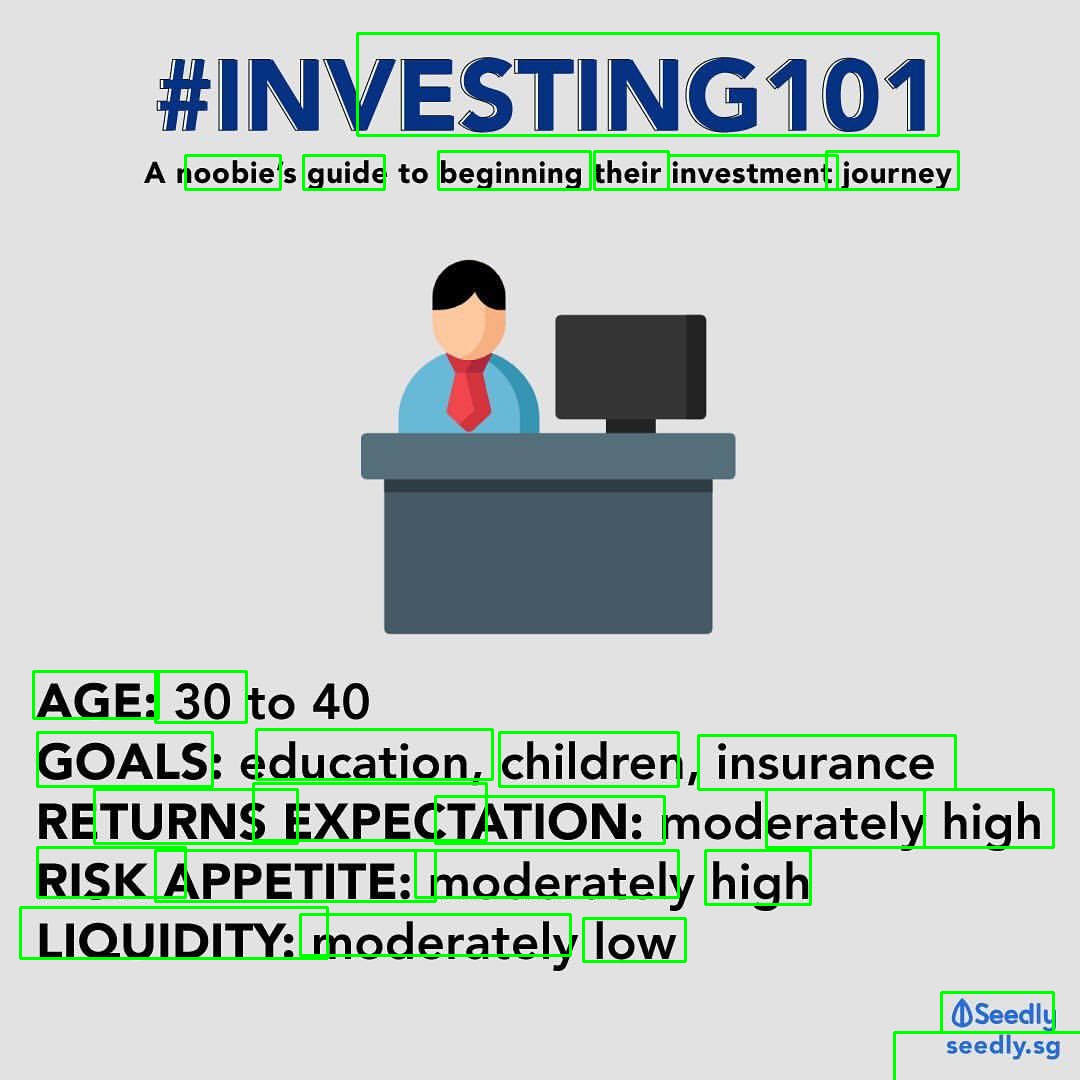 #INVESTING101
A noobie's guide to beginning their investment journey
AGE: 30 to 40
GOALS: education, children, insurance
RETURNS EXPECTATION: moderately high
RISK APPETITE: moderately high
LIQUIDITY: moderately low
Seedly
seedly.sg